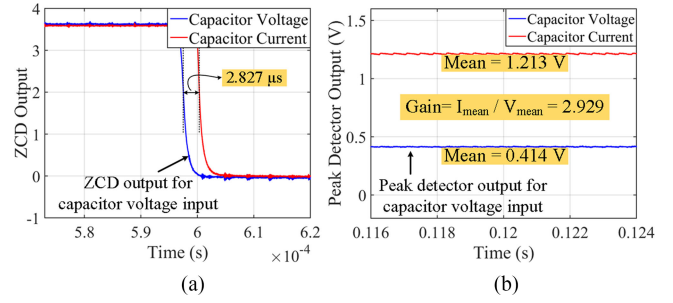 Capacitor Voltage
Capacitor Current
2.827 μs
ZCD output for
capacitor voltage input
ZCD Output
4
3
2
1
0
-1
5.8
5.9
6
6.1
6.2
Time (s)
×10⁻⁴
(a)
Capacitor Voltage
Capacitor Current
Mean = 1.213 V
Gain= Imean / Vmean = 2.929
Mean = 0.414 V
Peak detector output for
capacitor voltage input
Peak Detector Output (V)
1.5
1
0.5
0
0.116
0.118
0.12
0.122
0.124
Time (s)
(b)